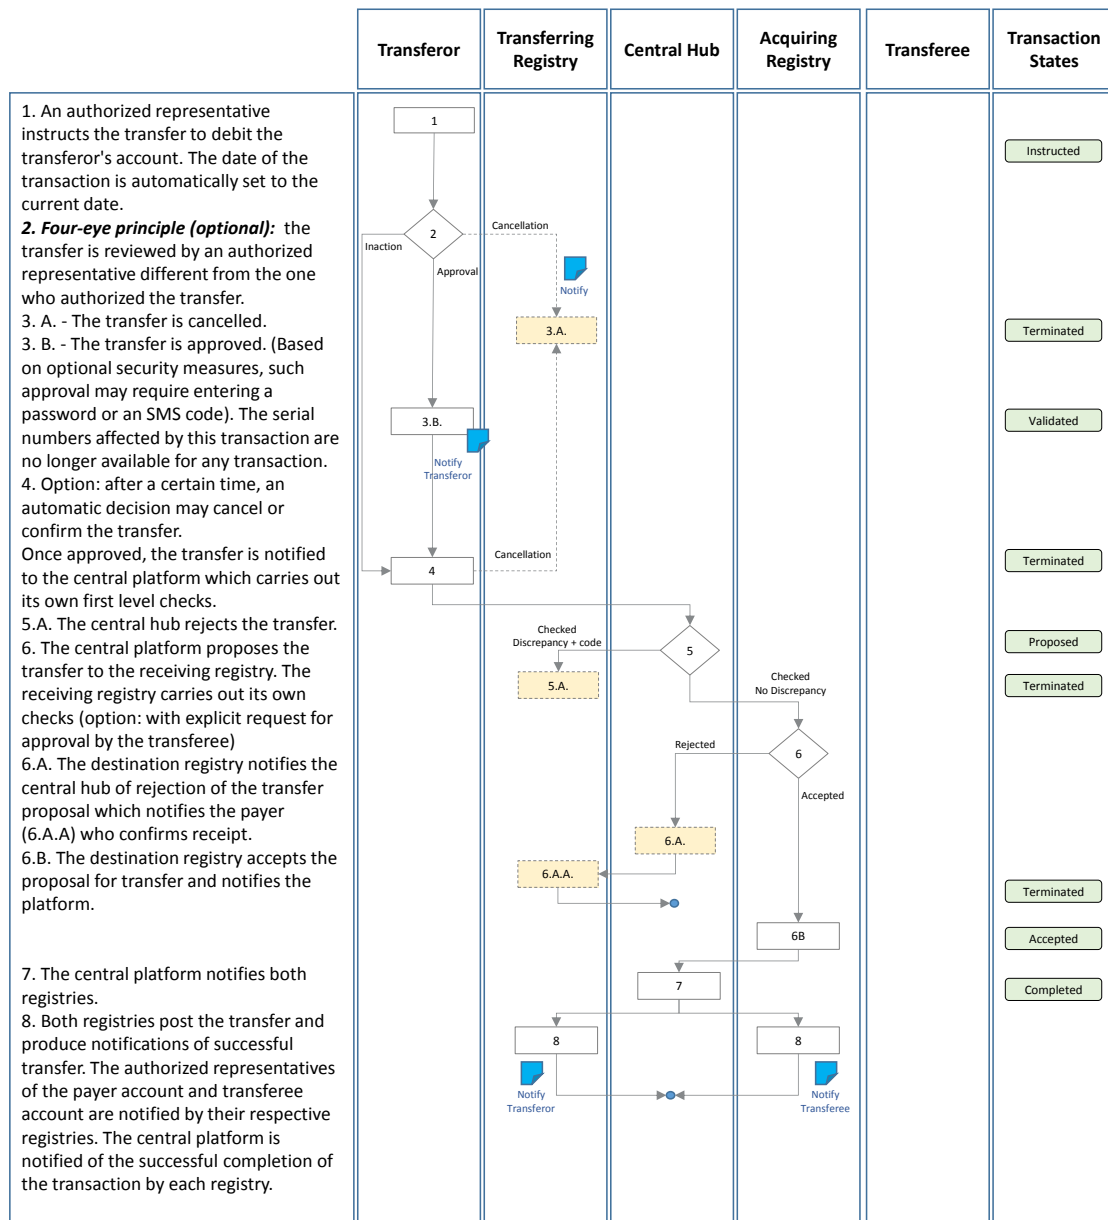 Transferor
Transferring
Registry
Central Hub
Acquiring
Registry
Transferee
Transaction
States
1. An authorized representative
instructs the transfer to debit the
transferor's account. The date of the
transaction is automatically set to the
current date.
2. Four-eye principle (optional): the
transfer is reviewed by an authorized
representative different from the one
who authorized the transfer.
3. A. - The transfer is cancelled.
3. B. - The transfer is approved. (Based
on optional security measures, such
approval may require entering a
password or an SMS code). The serial
numbers affected by this transaction are
no longer available for any transaction.
4. Option: after a certain time, an
automatic decision may cancel or
confirm the transfer.
Once approved, the transfer is notified
to the central platform which carries out
its own first level checks.
5.A. The central hub rejects the transfer.
6. The central platform proposes the
transfer to the receiving registry. The
receiving registry carries out its own
checks (option: with explicit request for
approval by the transferee)
6.A. The destination registry notifies the
central hub of rejection of the transfer
proposal which notifies the payer
(6.A.A) who confirms receipt.
6.B. The destination registry accepts the
proposal for transfer and notifies the
platform.
7. The central platform notifies both
registries.
8. Both registries post the transfer and
produce notifications of successful
transfer. The authorized representatives
of the payer account and transferee
account are notified by their respective
registries. The central platform is
notified of the successful completion of
the transaction by each registry.
1
Instructed
Cancellation
2
Inaction
Approval
Notify
3.A.
Terminated
3.B.
Validated
Notify
Transferor
Cancellation
4
Terminated
Checked
Discrepancy + code
5
Proposed
5.A.
Checked
No Discrepancy
Terminated
Rejected
6
Accepted
6.A.
6.A.A.
Terminated
6B
Accepted
7
Completed
8
8
Notify
Transferor
Notify
Transferee